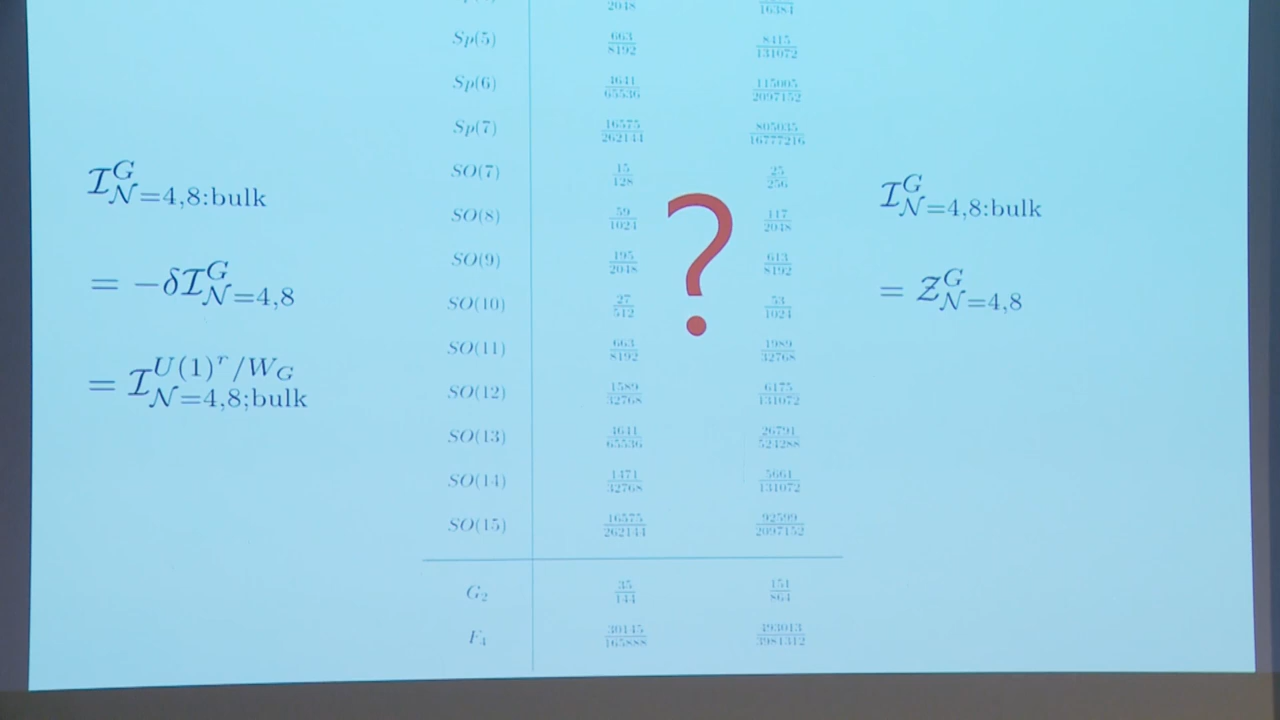 2048 16384
Sp(5) 663/8192 8415/131072
Sp(6) 4641/65536 115005/2097152
Sp(7) 16575/262144 805035/16777216
SO(7) 15/128 25/256
SO(8) 59/1024 117/2048
SO(9) 195/2048 613/8192
SO(10) 27/512 53/1024
SO(11) 663/8192 1989/32768
SO(12) 1589/32768 6175/131072
SO(13) 4641/65536 26791/524288
SO(14) 1471/32768 5661/131072
SO(15) 16575/262144 92599/2097152
G₂ 35/144 151/864
F₄ 30145/165888 493013/3981312
?
ℐ^G_{𝒩=4,8:bulk}
= −δℐ^G_{𝒩=4,8}
= ℐ^{U(1)^r/W_G}_{𝒩=4,8;bulk}
ℐ^G_{𝒩=4,8:bulk}
= 𝒵^G_{𝒩=4,8}